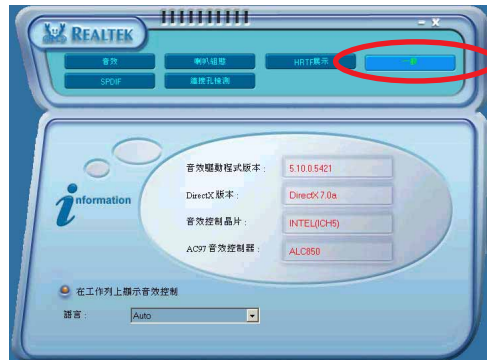 REALTEK
- x
音效
喇叭組態
HRTF展示
一般
SPDIF
連接孔檢測
information
音效驅動程式版本：
5.10.0.5421
DirectX 版本：
DirectX 7.0a
音效控制晶片：
INTEL(ICH5)
AC97 音效控制器：
ALC850
在工作列上顯示音效控制
語言：
Auto